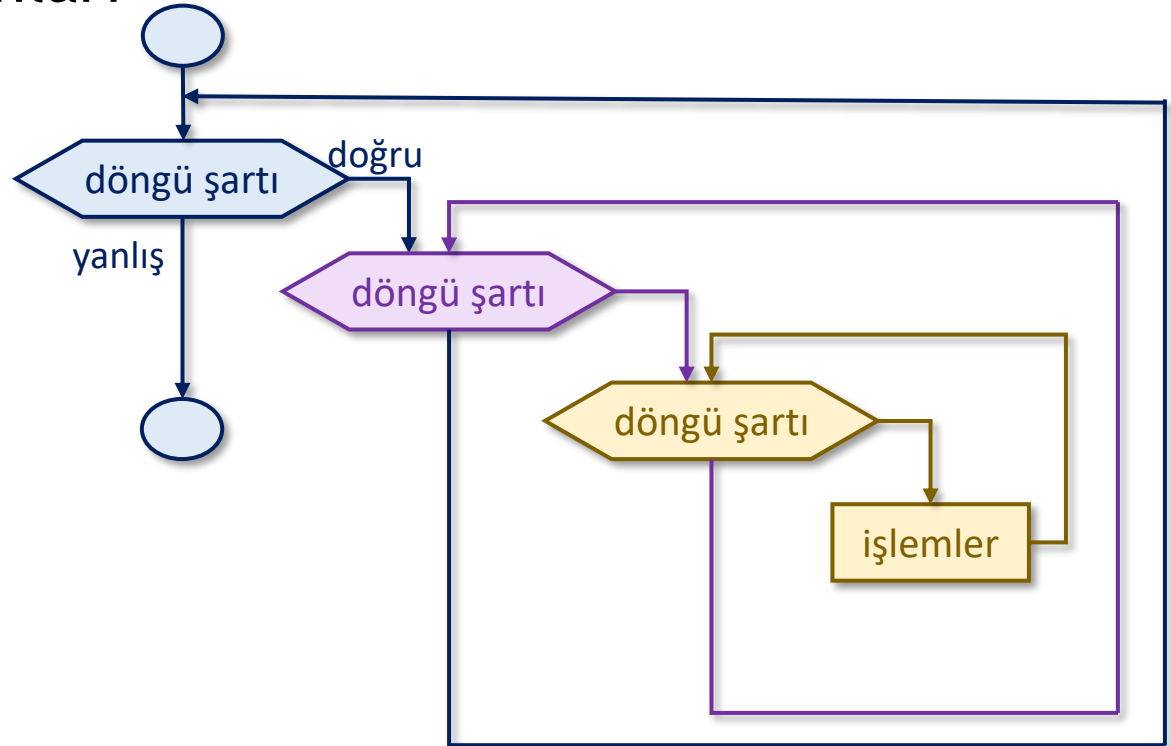 döngü şartı
doğru
yanlış
döngü şartı
döngü şartı
işlemler